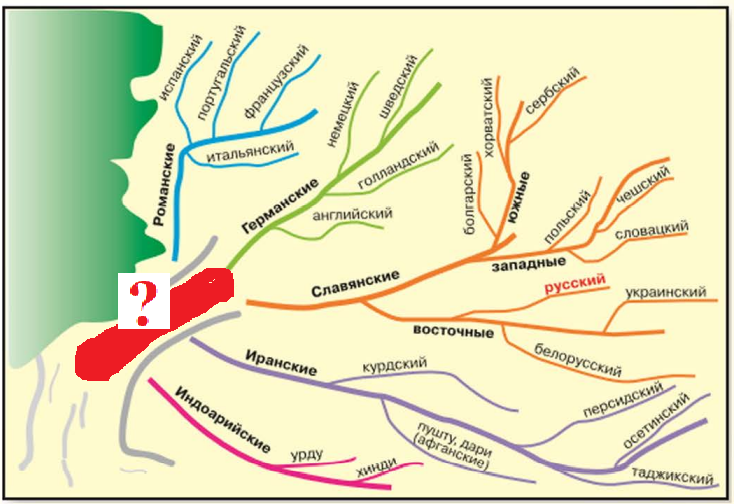 испанский
португальский
французский
итальянский
Романские
немецкий
шведский
голландский
английский
Германские
хорватский
сербский
болгарский
южные
польский
чешский
словацкий
западные
Славянские
русский
украинский
восточные
белорусский
?
Иранские
курдский
персидский
осетинский
пушту, дари
(афганские)
таджикский
Индоарийские
урду
хинди